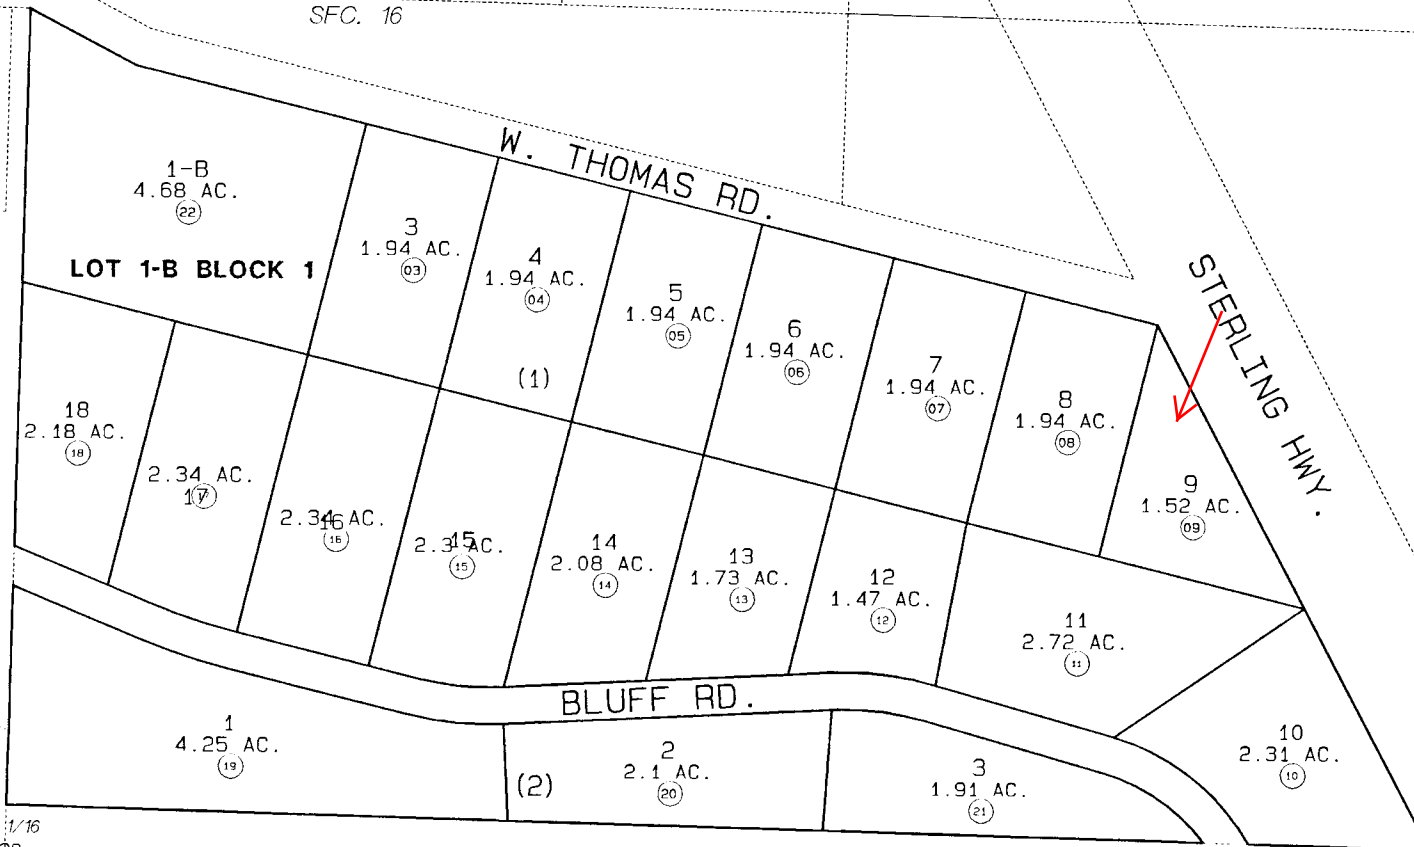 SEC. 16
W. THOMAS RD.
1-B
4.68 AC.
22
LOT 1-B BLOCK 1
3
1.94 AC.
03
4
1.94 AC.
04
5
1.94 AC.
05
6
1.94 AC.
06
7
1.94 AC.
07
8
1.94 AC.
08
STERLING HWY.
9
1.52 AC.
09
(1)
18
2.18 AC.
18
2.34 AC.
17
2.34 AC.
16
16
15
15
14
2.08 AC.
14
13
1.73 AC.
13
12
1.47 AC.
12
11
2.72 AC.
11
BLUFF RD.
1
4.25 AC.
19
(2)
2
2.1 AC.
20
3
1.91 AC.
21
10
2.31 AC.
10
1/16